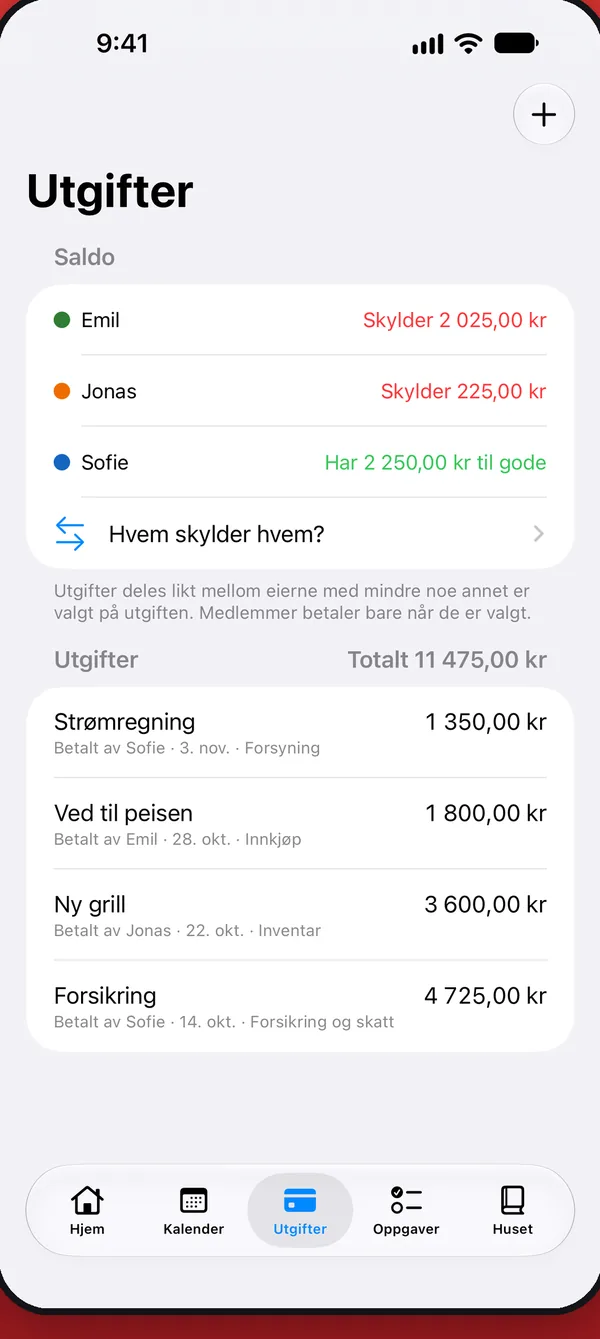 9:41
Utgifter
Saldo
Emil Skylder 2 025,00 kr
Jonas Skylder 225,00 kr
Sofie Har 2 250,00 kr til gode
Hvem skylder hvem?
Utgifter deles likt mellom eierne med mindre noe annet er
valgt på utgiften. Medlemmer betaler bare når de er valgt.
Utgifter Totalt 11 475,00 kr
Strømregning 1 350,00 kr
Betalt av Sofie · 3. nov. · Forsyning
Ved til peisen 1 800,00 kr
Betalt av Emil · 28. okt. · Innkjøp
Ny grill 3 600,00 kr
Betalt av Jonas · 22. okt. · Inventar
Forsikring 4 725,00 kr
Betalt av Sofie · 14. okt. · Forsikring og skatt
Hjem Kalender Utgifter Oppgaver Huset